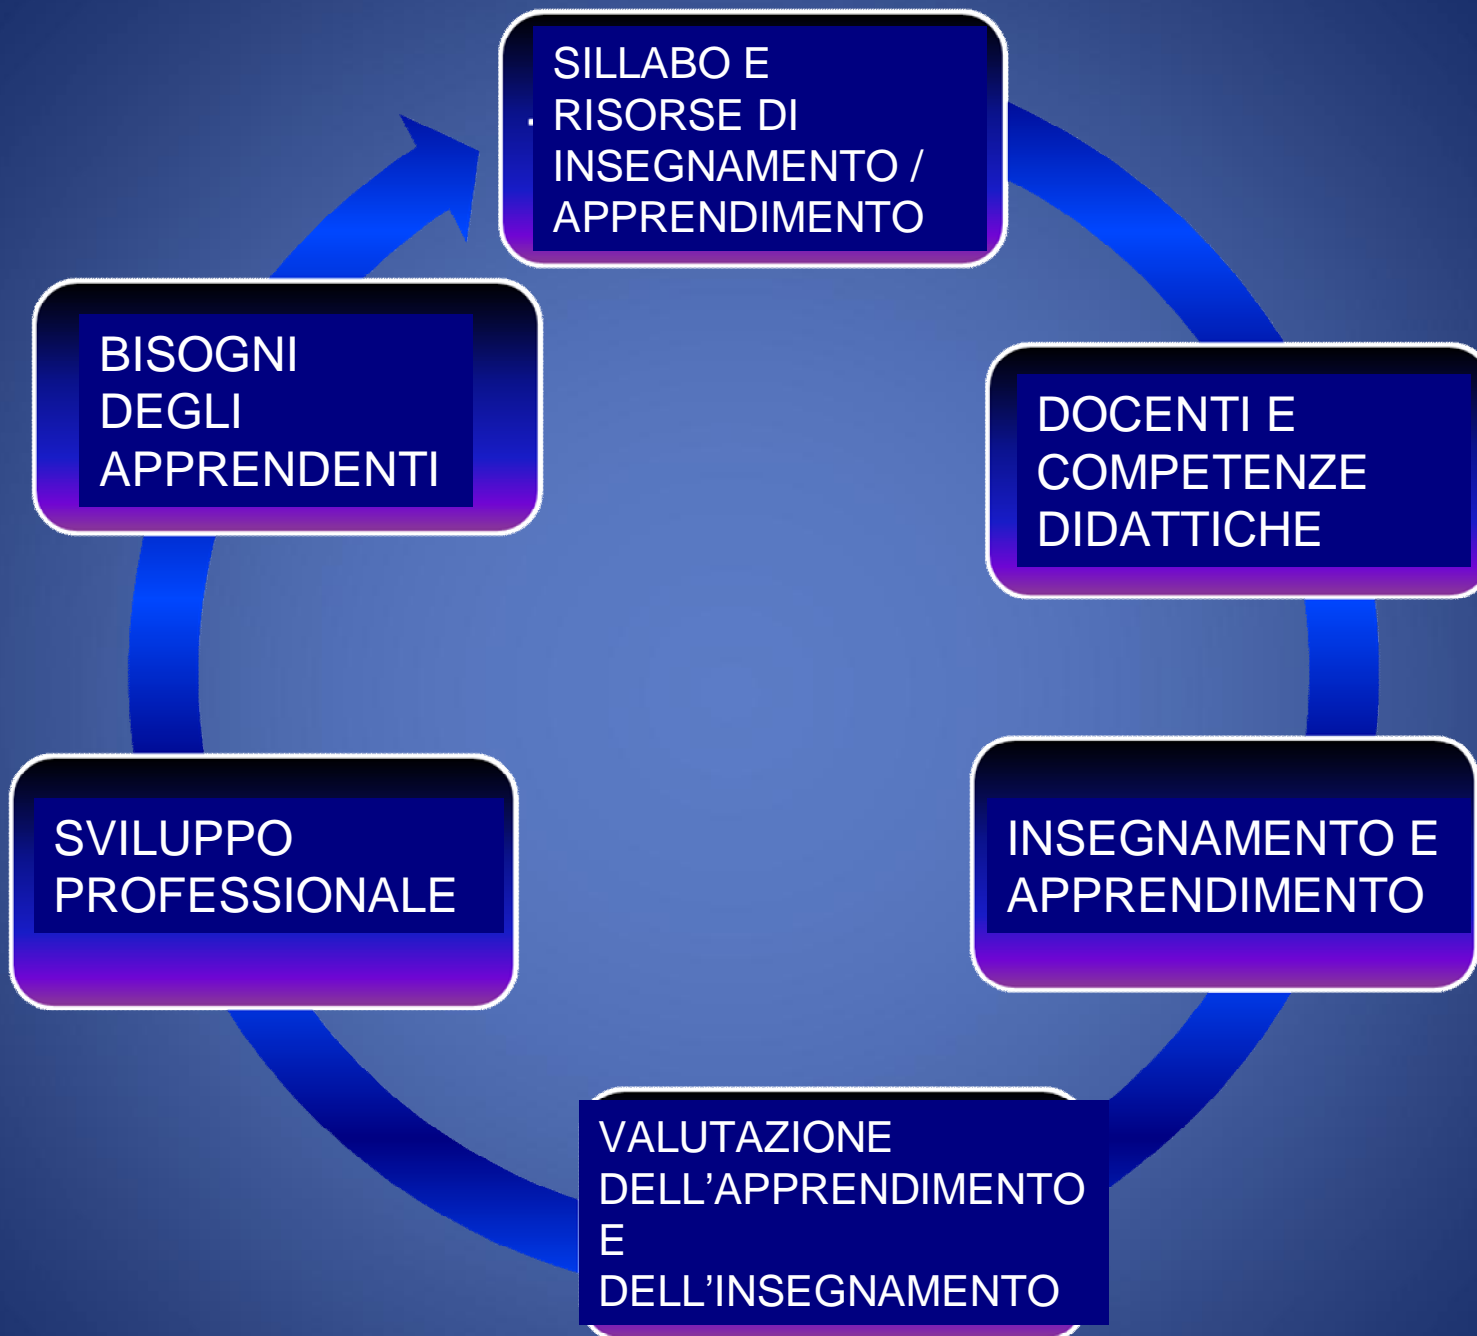 SILLABO E
RISORSE DI
INSEGNAMENTO /
APPRENDIMENTO
DOCENTI E
COMPETENZE
DIDATTICHE
INSEGNAMENTO E
APPRENDIMENTO
VALUTAZIONE
DELL’APPRENDIMENTO
E
DELL’INSEGNAMENTO
SVILUPPO
PROFESSIONALE
BISOGNI
DEGLI
APPRENDENTI